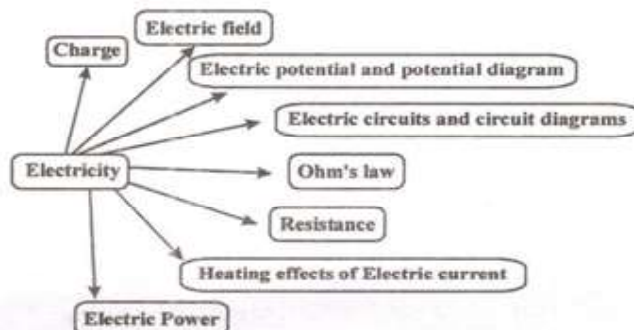 Electric field
Charge
Electric potential and potential diagram
Electric circuits and circuit diagrams
Electricity
Ohm's law
Resistance
Heating effects of Electric current
Electric Power